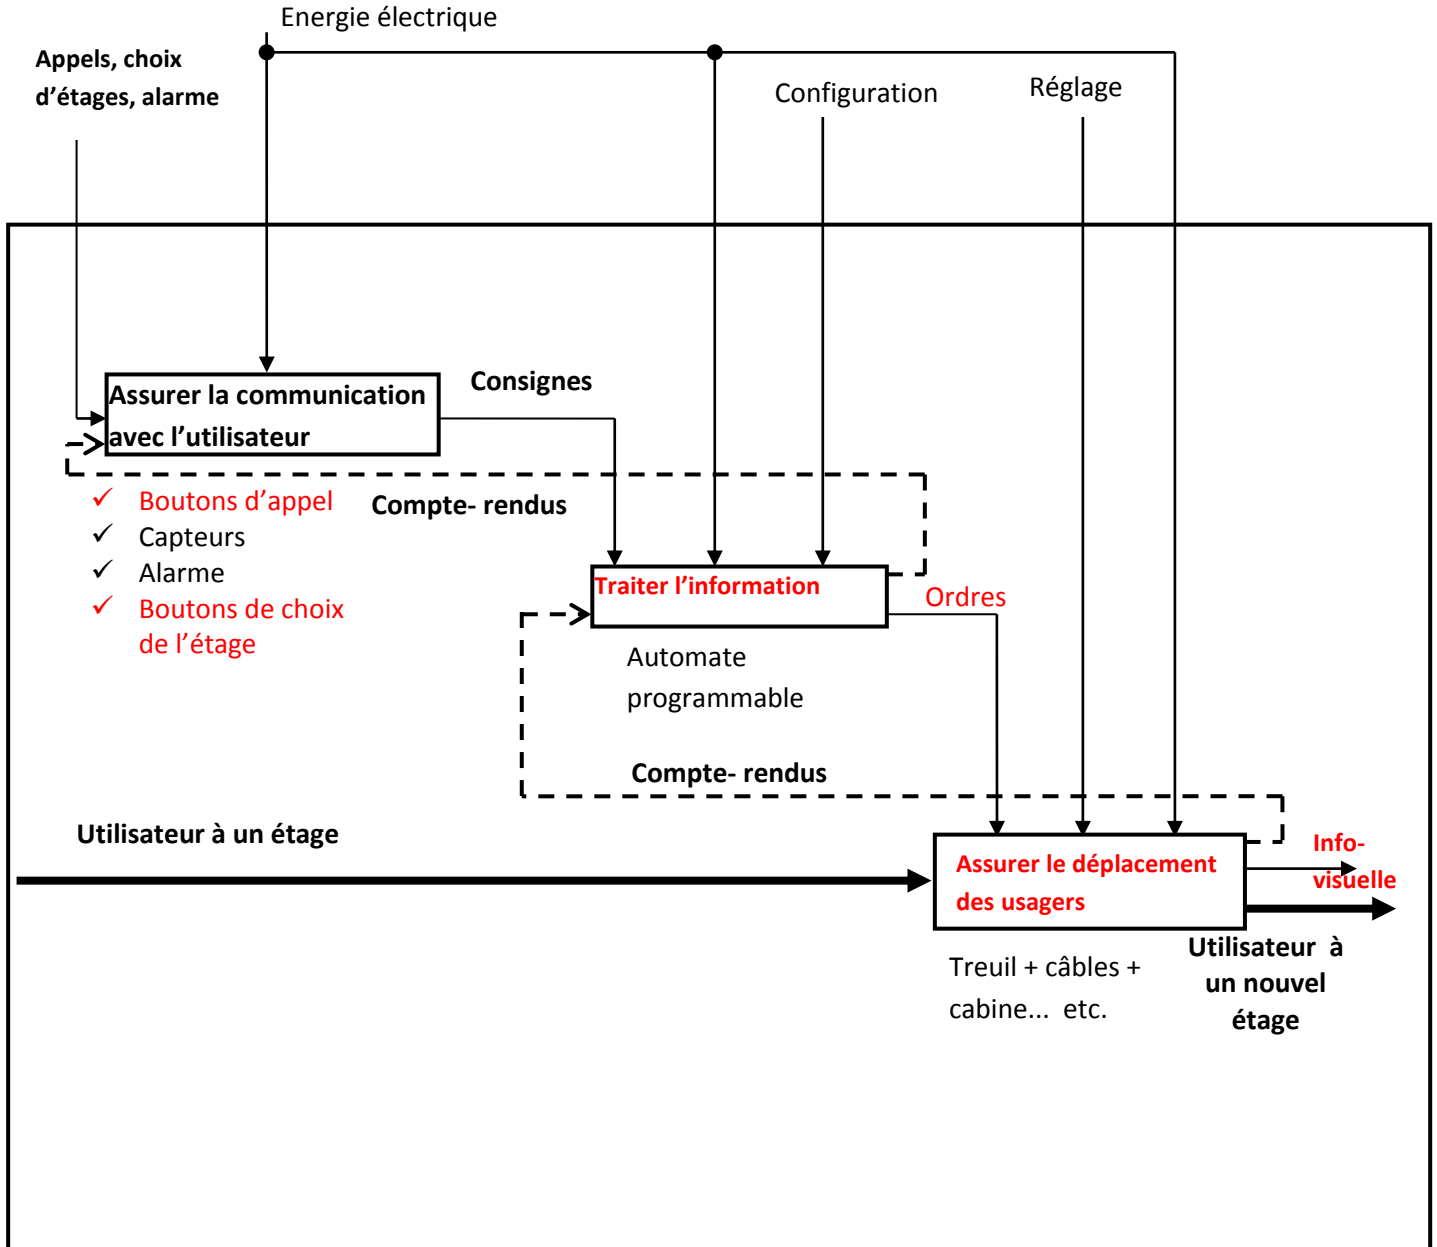 Energie électrique
Appels, choix
d'étages, alarme
Configuration
Réglage
Assurer la communication
avec l'utilisateur
Consignes
✓ Boutons d'appel
✓ Capteurs
✓ Alarme
✓ Boutons de choix
de l'étage
Compte- rendus
Traiter l'information
Ordres
Automate
programmable
Compte- rendus
Utilisateur à un étage
Assurer le déplacement
des usagers
Info-
visuelle
Treuil + câbles +
cabine... etc.
Utilisateur à
un nouvel
étage